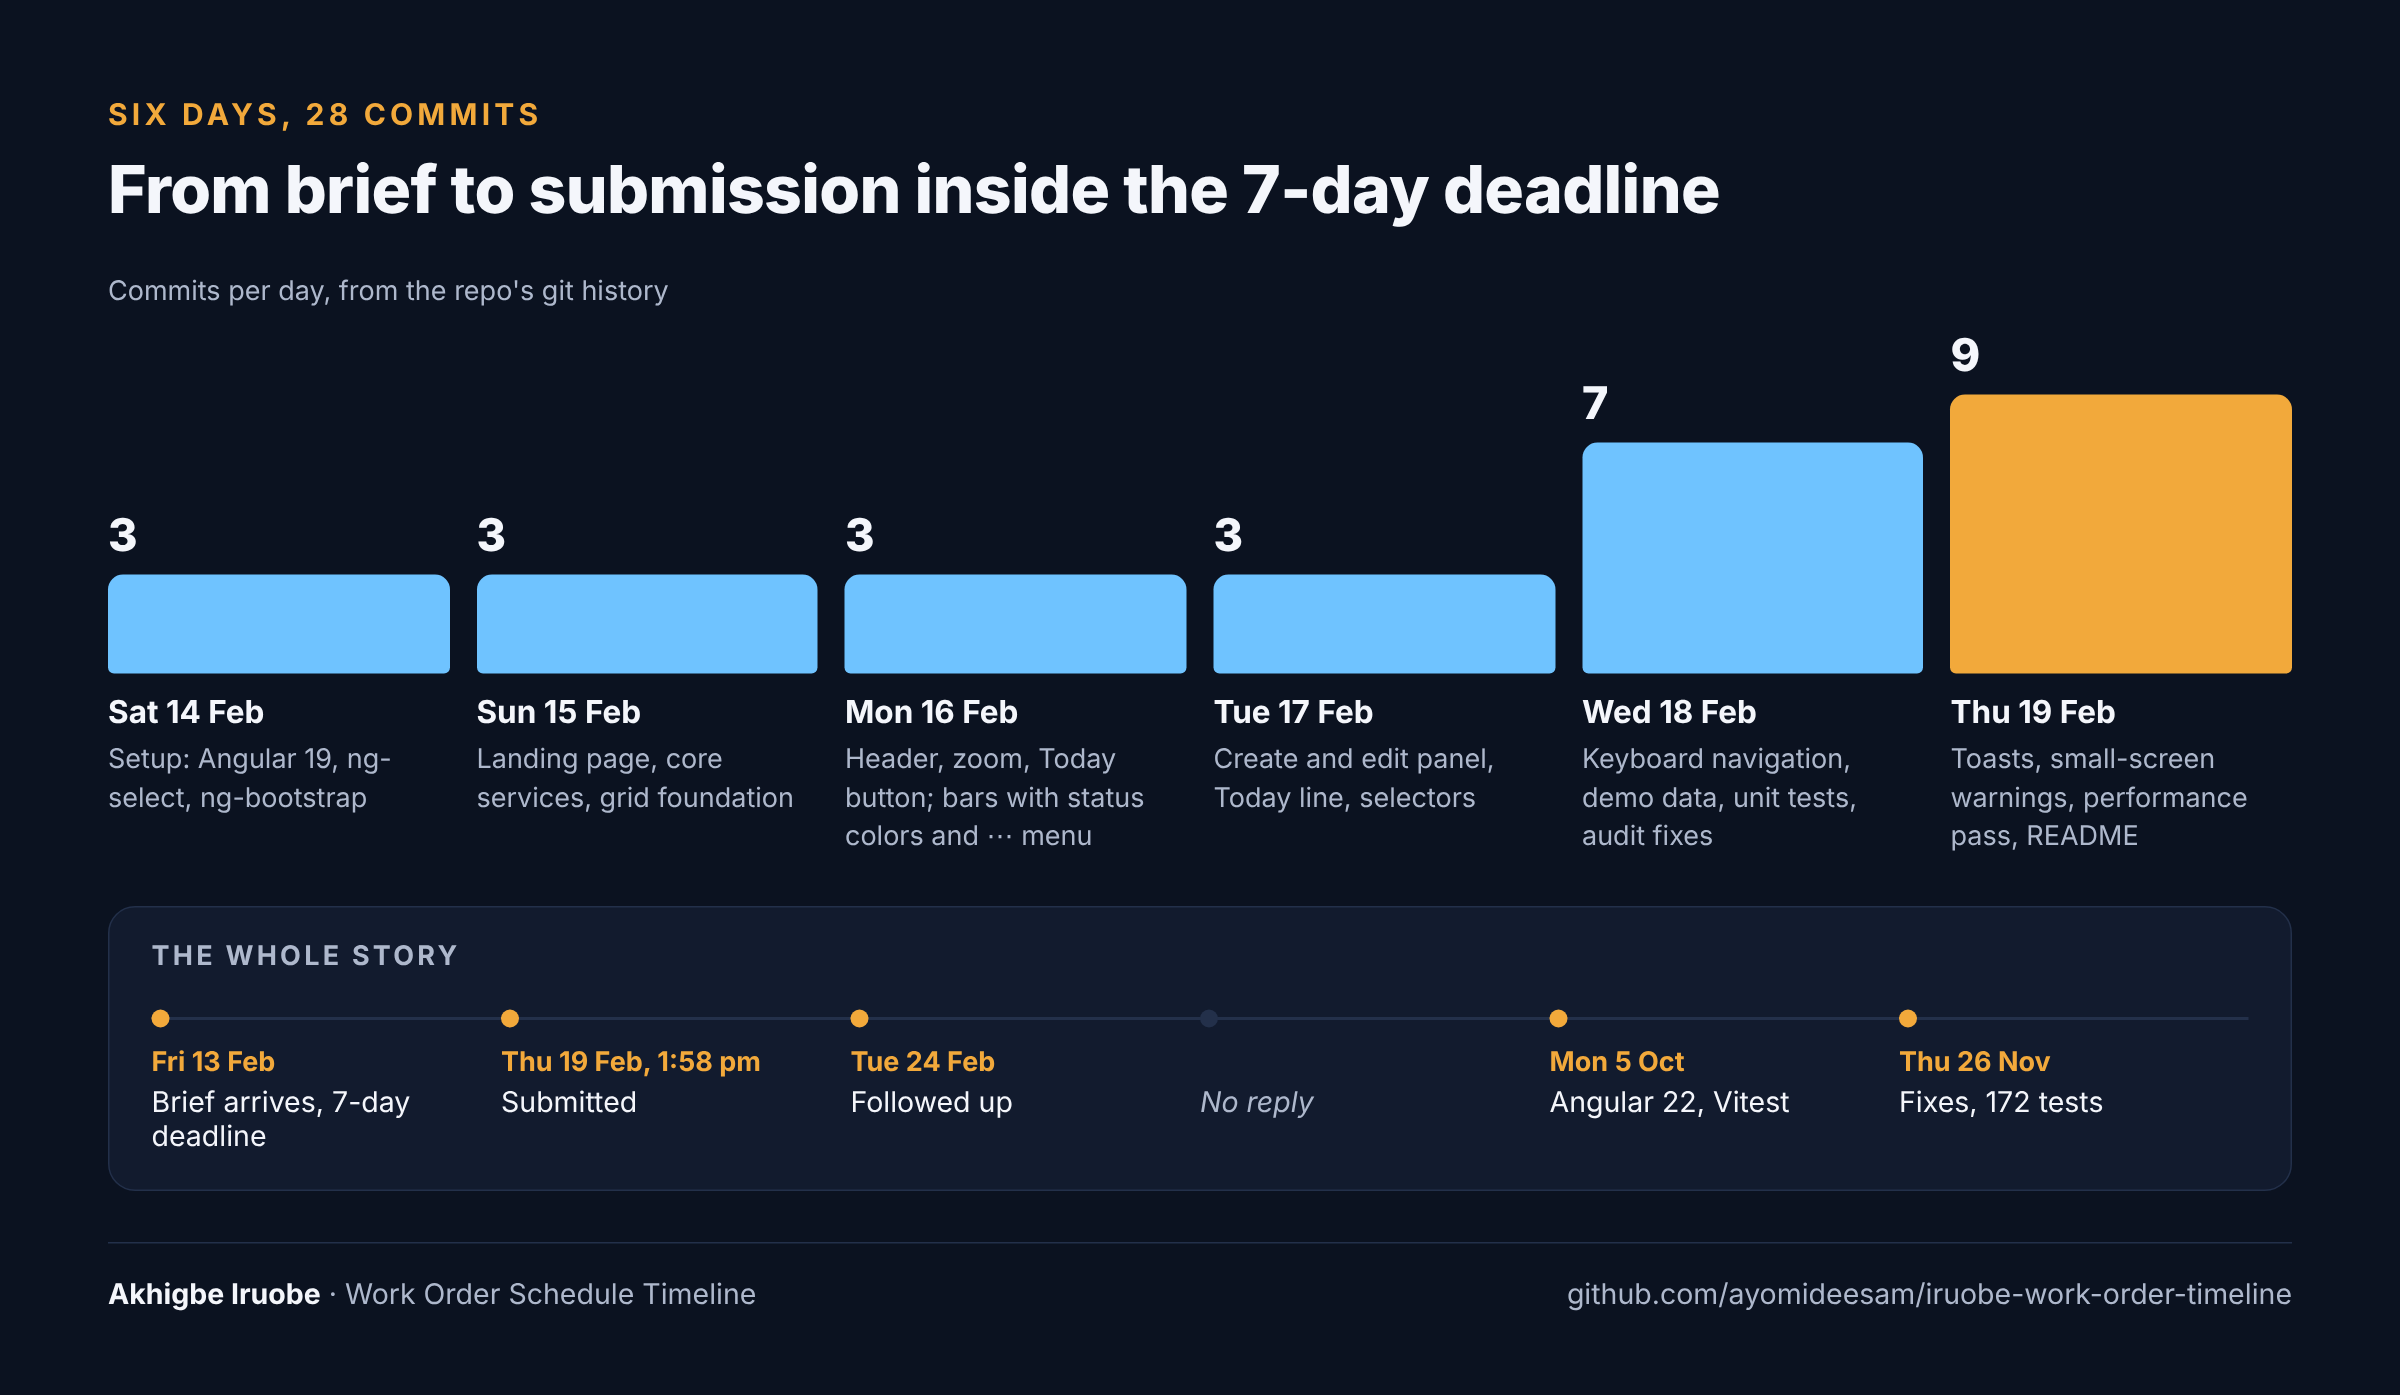 SIX DAYS, 28 COMMITS
From brief to submission inside the 7-day deadline
Commits per day, from the repo's git history
3
3
3
3
7
9
Sat 14 Feb
Setup: Angular 19, ng-
select, ng-bootstrap
Sun 15 Feb
Landing page, core
services, grid foundation
Mon 16 Feb
Header, zoom, Today
button; bars with status
colors and ··· menu
Tue 17 Feb
Create and edit panel,
Today line, selectors
Wed 18 Feb
Keyboard navigation,
demo data, unit tests,
audit fixes
Thu 19 Feb
Toasts, small-screen
warnings, performance
pass, README
THE WHOLE STORY
Fri 13 Feb
Brief arrives, 7-day
deadline
Thu 19 Feb, 1:58 pm
Submitted
Tue 24 Feb
Followed up
No reply
Mon 5 Oct
Angular 22, Vitest
Thu 26 Nov
Fixes, 172 tests
Akhigbe Iruobe · Work Order Schedule Timeline
github.com/ayomideesam/iruobe-work-order-timeline